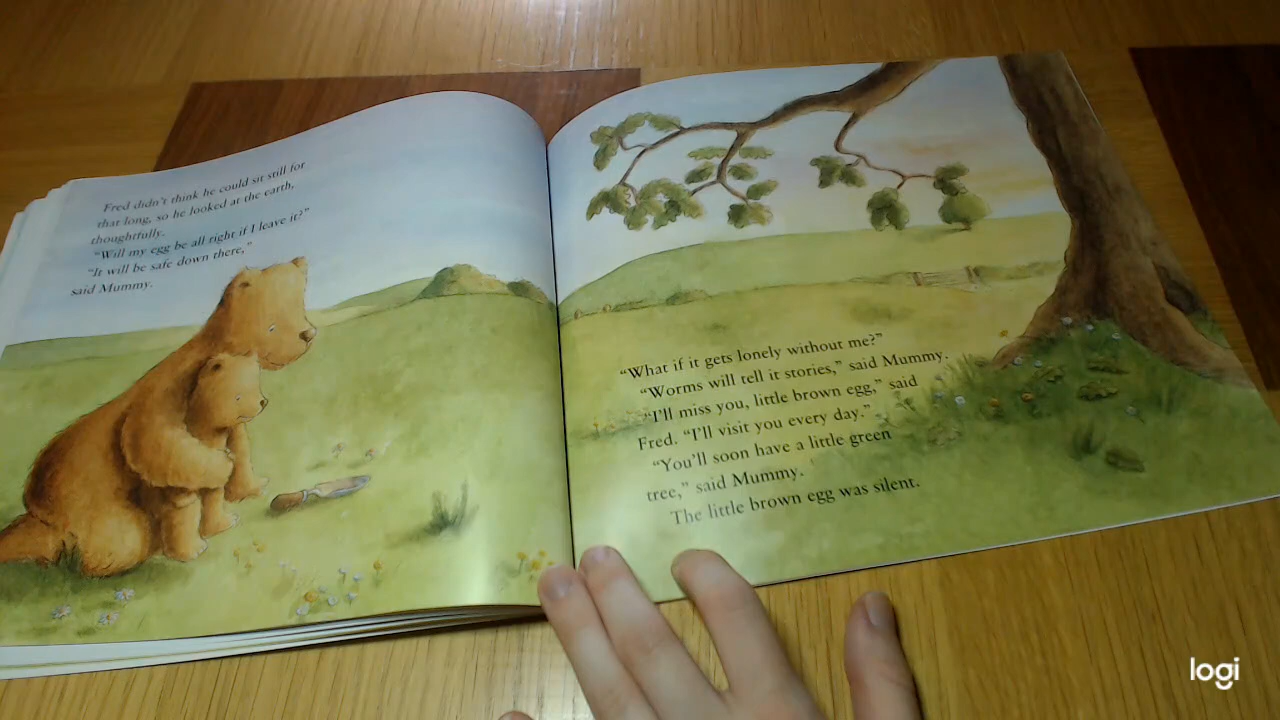 Fred didn't think he could sit still for
that long, so he looked at the earth,
thoughtfully.
"Will my egg be all right if I leave it?"
"It will be safe down there,"
said Mummy.
"What if it gets lonely without me?"
"Worms will tell it stories," said Mummy.
"I'll miss you, little brown egg," said
Fred. "I'll visit you every day."
"You'll soon have a little green
tree," said Mummy.
The little brown egg was silent.
logi